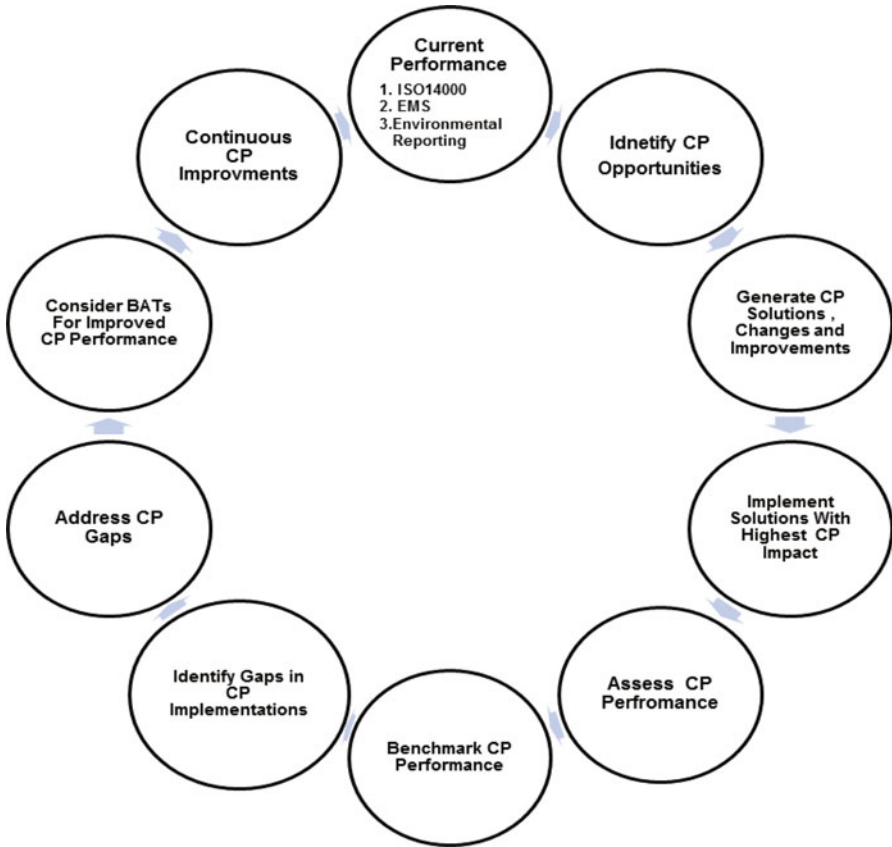 Current
Performance
1. ISO14000
2. EMS
3.Environmental
Reporting
Idnetify CP
Opportunities
Generate CP
Solutions ,
Changes and
Improvements
Implement
Solutions With
Highest CP
Impact
Assess CP
Perfromance
Benchmark CP
Performance
Identify Gaps in
CP
Implementations
Address CP
Gaps
Consider BATs
For Improved
CP Performance
Continuous
CP
Improvments